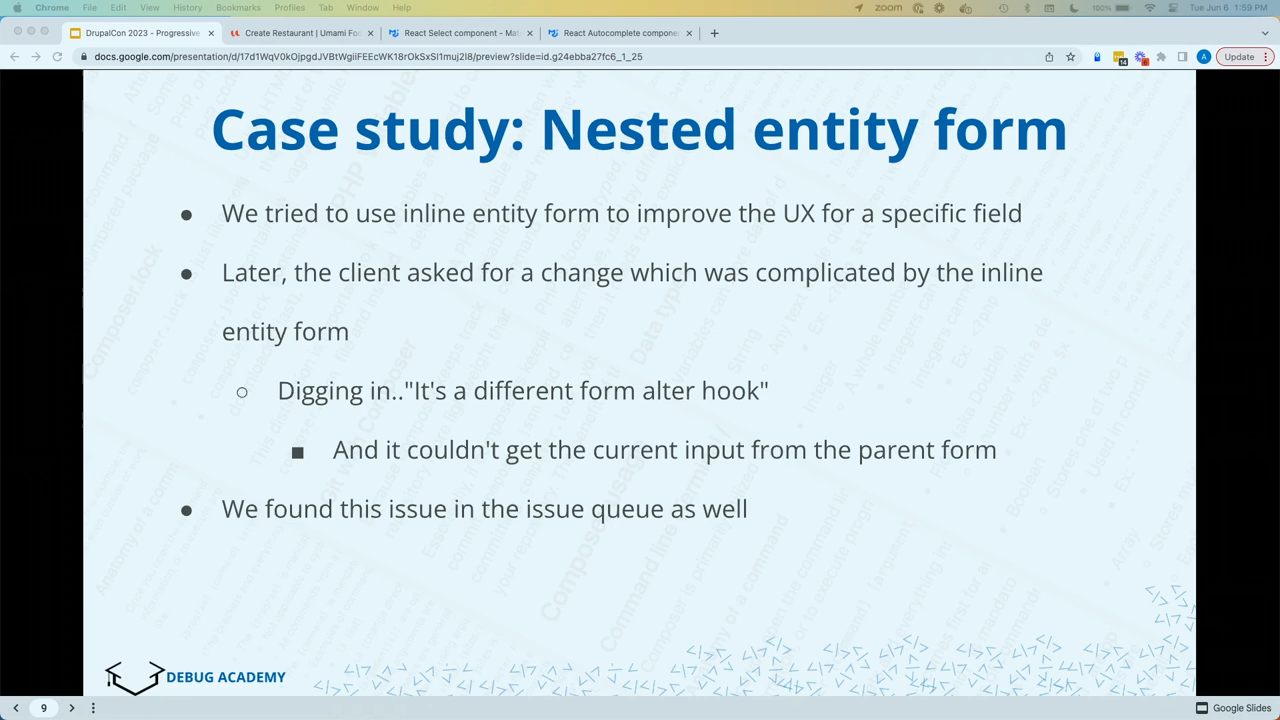 Chrome File Edit View History Bookmarks Profiles Tab Window Help zoom 100% Tue Jun 6 1:59 PM
DrupalCon 2023 - Progressive Create Restaurant | Umami Fo React Select component - Ma React Autocomplete compone
docs.google.com/presentation/d/17d1WqV0kOjpgdJVBtWgiiFEEcWK18rOkSxSI1muj2I8/preview?slide=id.g24ebba27fc6_1_25 Update
Case study: Nested entity form
● We tried to use inline entity form to improve the UX for a specific field
● Later, the client asked for a change which was complicated by the inline
entity form
○ Digging in.."It's a different form alter hook"
■ And it couldn't get the current input from the parent form
● We found this issue in the issue queue as well
DEBUG ACADEMY
9 Google Slides